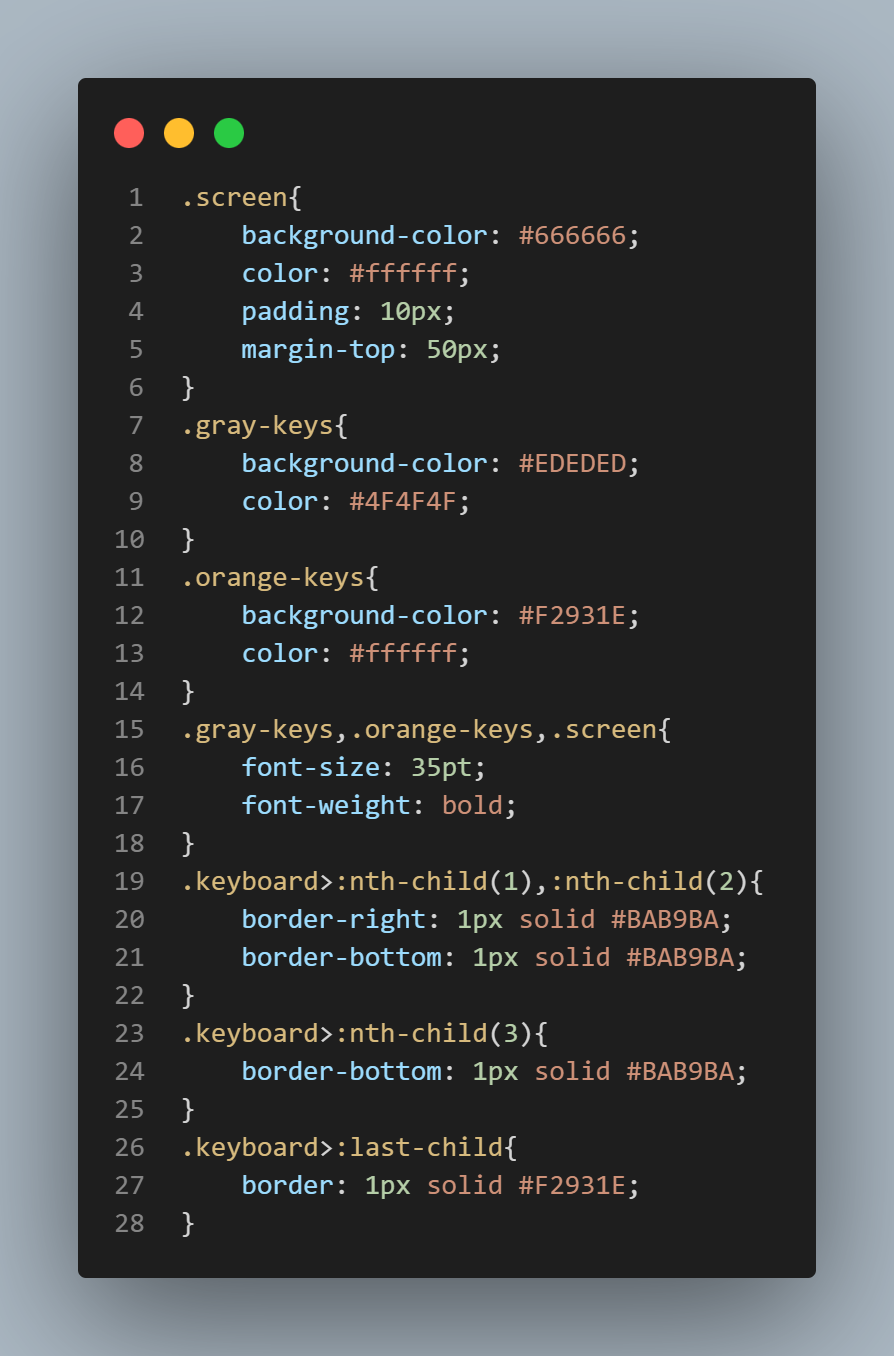 1 .screen{
2     background-color: #666666;
3     color: #ffffff;
4     padding: 10px;
5     margin-top: 50px;
6 }
7 .gray-keys{
8     background-color: #EDEDED;
9     color: #4F4F4F;
10 }
11 .orange-keys{
12     background-color: #F2931E;
13     color: #ffffff;
14 }
15 .gray-keys,.orange-keys,.screen{
16     font-size: 35pt;
17     font-weight: bold;
18 }
19 .keyboard>:nth-child(1),:nth-child(2){
20     border-right: 1px solid #BAB9BA;
21     border-bottom: 1px solid #BAB9BA;
22 }
23 .keyboard>:nth-child(3){
24     border-bottom: 1px solid #BAB9BA;
25 }
26 .keyboard>:last-child{
27     border: 1px solid #F2931E;
28 }